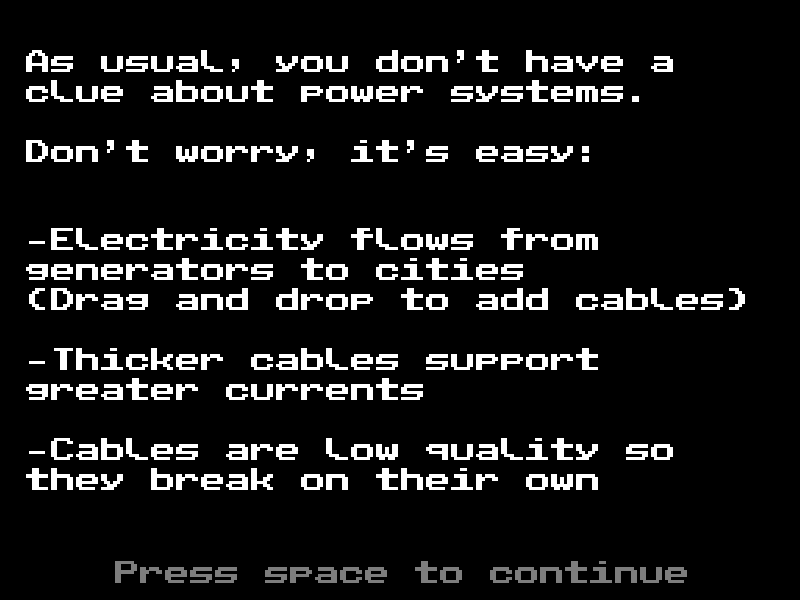 As usual, you don't have a
clue about power systems.
Don't worry, it's easy:
-Electricity flows from
generators to cities
(Drag and drop to add cables)
-Thicker cables support
greater currents
-Cables are low quality so
they break on their own
Press space to continue